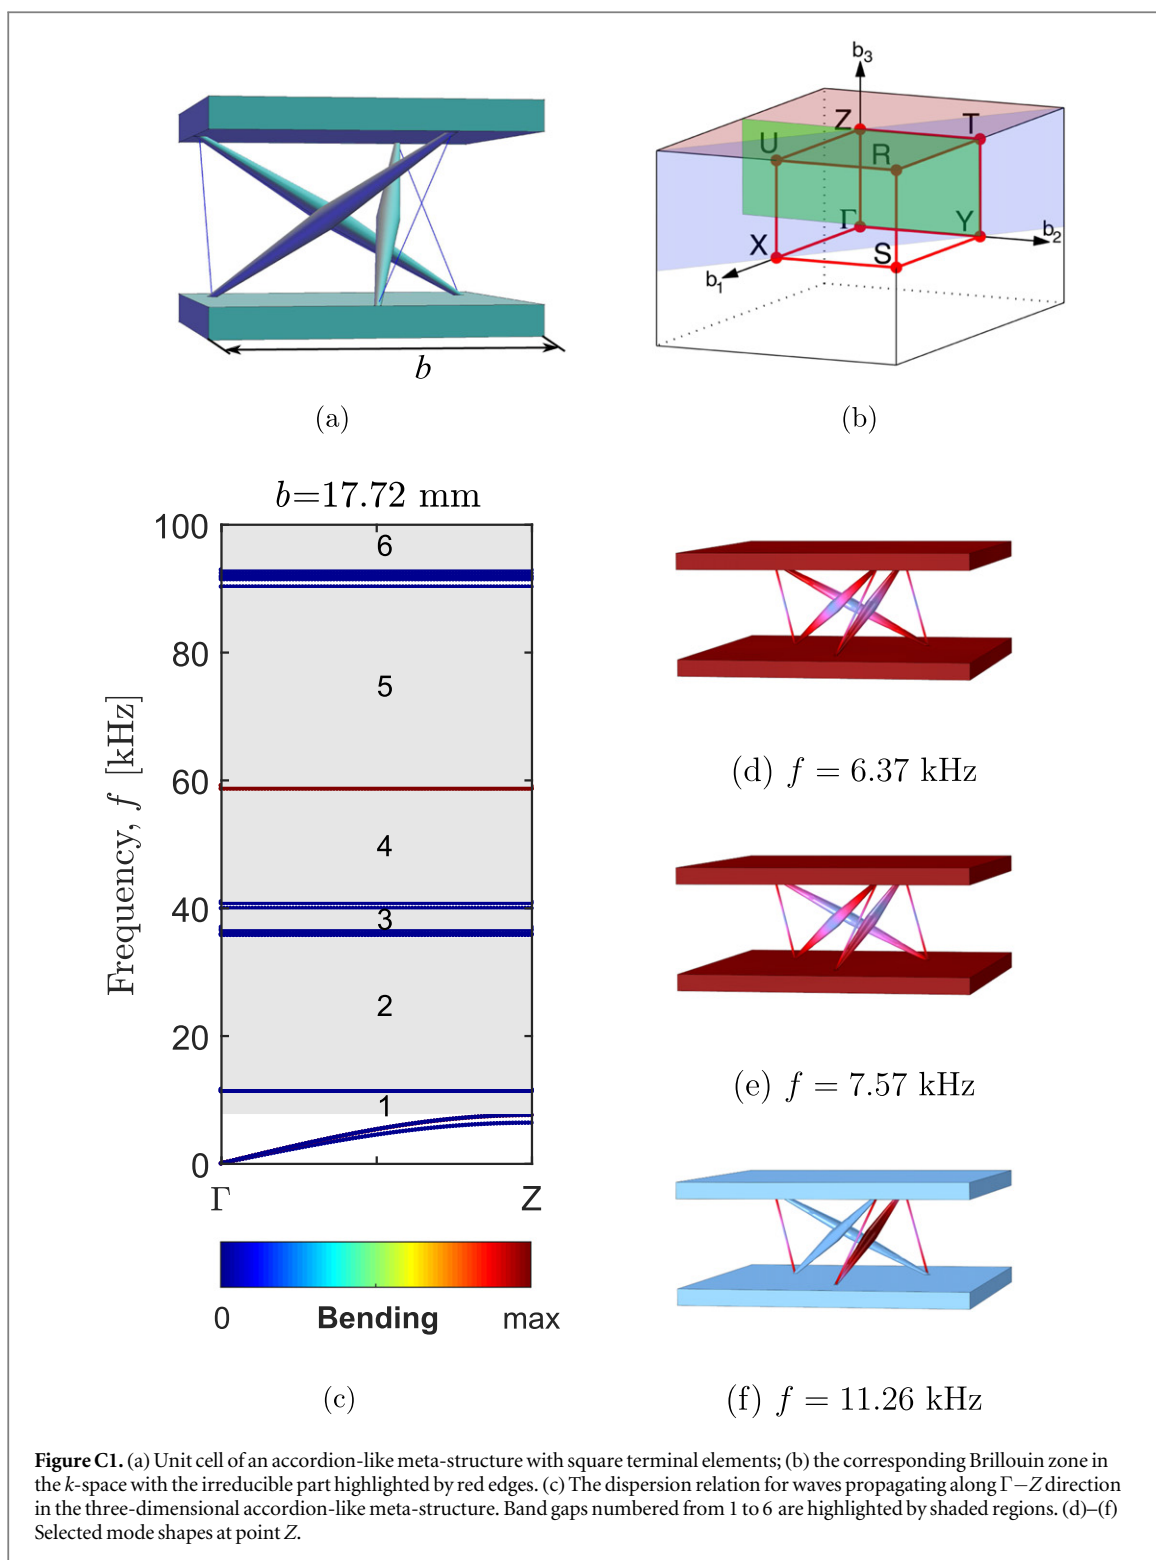 b
(a)
b₃
Z
T
U
R
Γ
Y
b₂
X
S
b₁
(b)
b=17.72 mm
100
6
80
5
60
4
40
3
2
20
1
0
Γ
Z
Frequency, f [kHz]
0
Bending
max
(c)
(d) f = 6.37 kHz
(e) f = 7.57 kHz
(f) f = 11.26 kHz
Figure C1. (a) Unit cell of an accordion-like meta-structure with square terminal elements; (b) the corresponding Brillouin zone in
the k-space with the irreducible part highlighted by red edges. (c) The dispersion relation for waves propagating along Γ−Z direction
in the three-dimensional accordion-like meta-structure. Band gaps numbered from 1 to 6 are highlighted by shaded regions. (d)–(f)
Selected mode shapes at point Z.